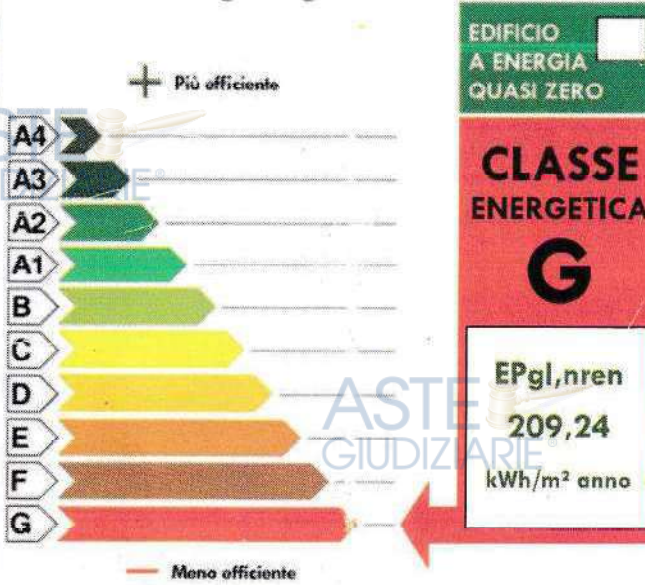 EDIFICIO
A ENERGIA
QUASI ZERO
+ Più efficiente
A4
A3
A2
A1
B
C
D
E
F
G
— Meno efficiente
CLASSE
ENERGETICA
G
EPgl,nren
209,24
kWh/m² anno
ASTE
GIUDIZIARIE®